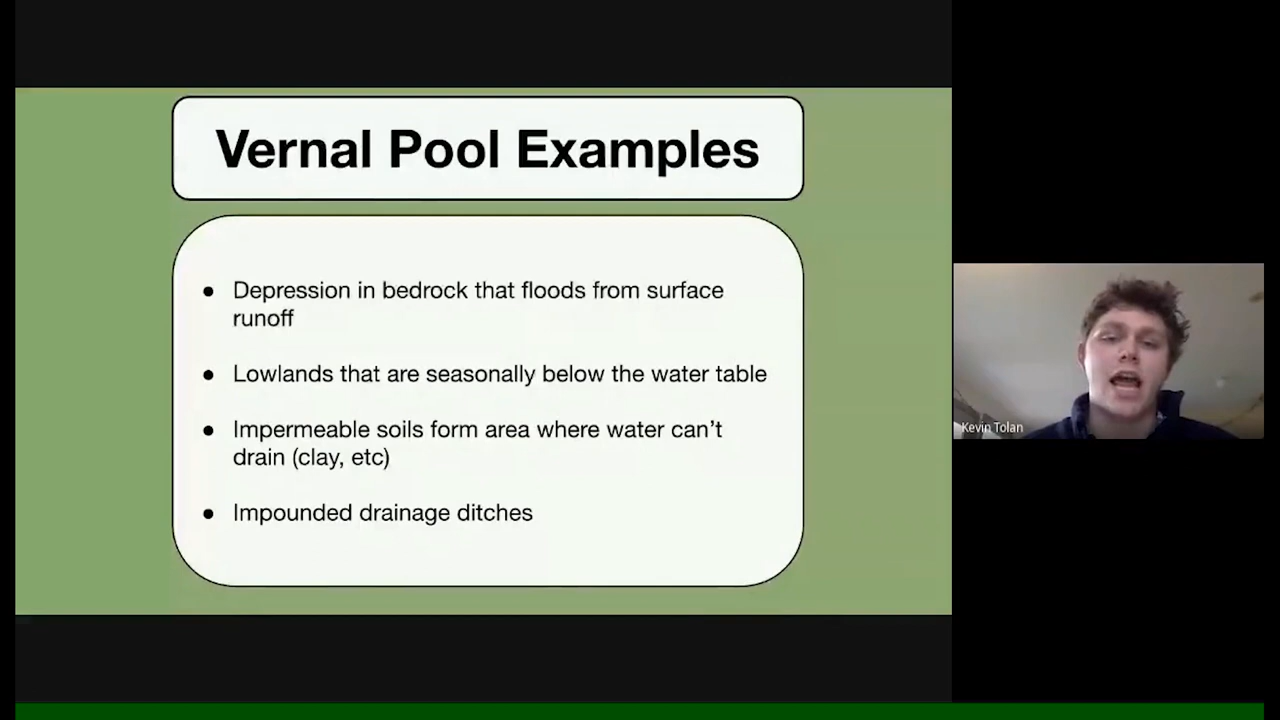 Vernal Pool Examples
● Depression in bedrock that floods from surface
runoff
● Lowlands that are seasonally below the water table
● Impermeable soils form area where water can’t
drain (clay, etc)
● Impounded drainage ditches
Kevin Tolan